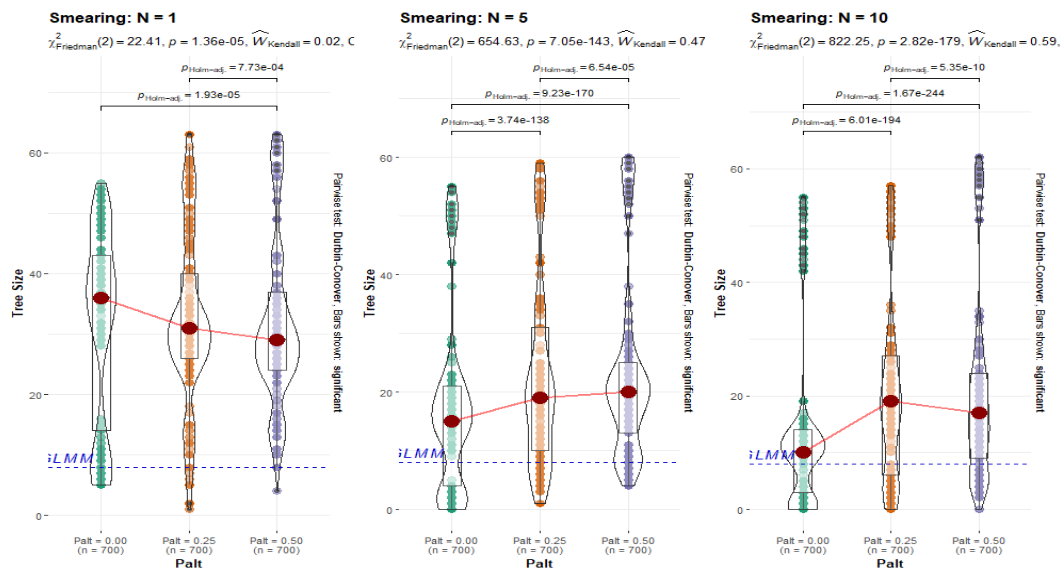 Smearing: N = 1
χ²Friedman(2) = 22.41, p = 1.36e-05, ŴKendall = 0.02, C
pHolm−adj. = 7.73e-04
pHolm−adj. = 1.93e-05
Tree Size
60
40
20
0
GLMM
Pairwise test: Durbin-Conover, Bars shown: significant
Palt = 0.00
(n = 700)
Palt = 0.25
(n = 700)
Palt = 0.50
(n = 700)
Palt
Smearing: N = 5
χ²Friedman(2) = 654.63, p = 7.05e-143, ŴKendall = 0.47
pHolm−adj. = 6.54e-05
pHolm−adj. = 9.23e-170
pHolm−adj. = 3.74e-138
Tree Size
60
40
20
0
GLMM
Pairwise test: Durbin-Conover, Bars shown: significant
Palt = 0.00
(n = 700)
Palt = 0.25
(n = 700)
Palt = 0.50
(n = 700)
Palt
Smearing: N = 10
χ²Friedman(2) = 822.25, p = 2.82e-179, ŴKendall = 0.59,
pHolm−adj. = 5.35e-10
pHolm−adj. = 1.67e-244
pHolm−adj. = 6.01e-194
Tree Size
60
40
20
0
GLMM
Pairwise test: Durbin-Conover, Bars shown: significant
Palt = 0.00
(n = 700)
Palt = 0.25
(n = 700)
Palt = 0.50
(n = 700)
Palt